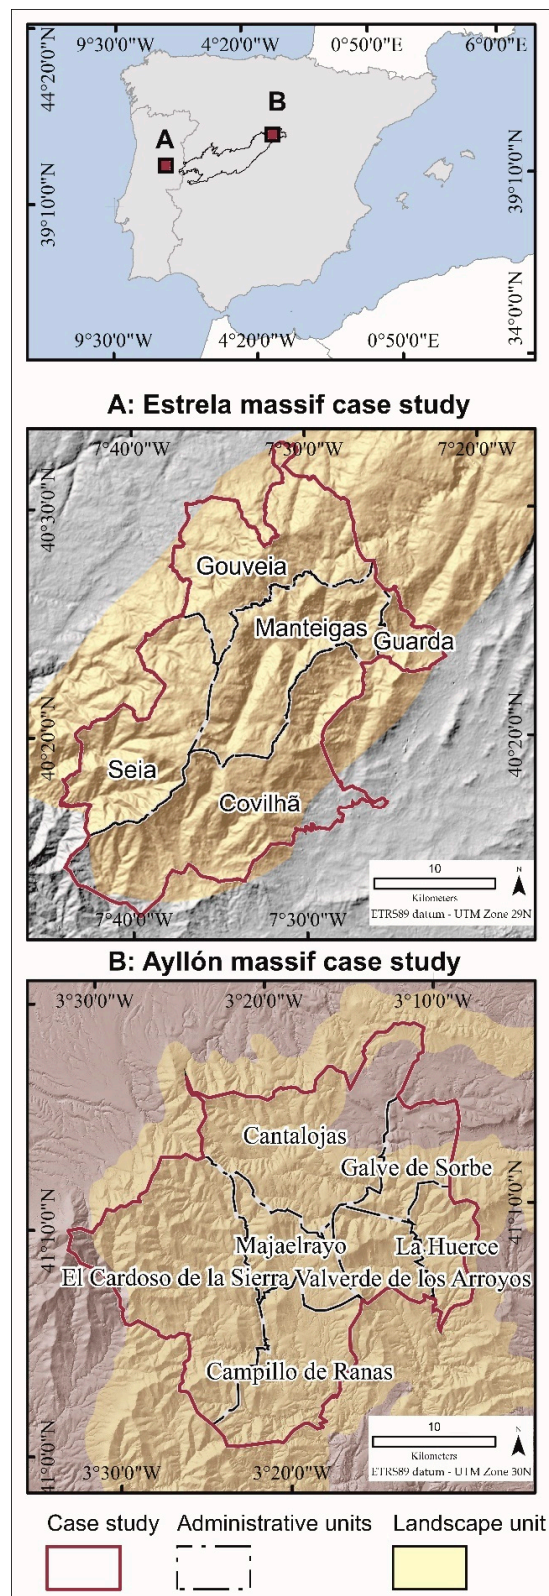 9°30'0"W 4°20'0"W 0°50'0"E 6°0'0"E
44°20'0"N
B
A
39°10'0"N
39°10'0"N
34°0'0"N
9°30'0"W 4°20'0"W 0°50'0"E
A: Estrela massif case study
7°40'0"W 7°30'0"W 7°20'0"W
40°30'0"N
Gouveia
Manteigas
Guarda
40°20'0"N
40°20'0"N
Seia
Covilhã
10
N
Kilometers
ETRS89 datum - UTM Zone 29N
7°40'0"W 7°30'0"W
B: Ayllón massif case study
3°30'0"W 3°20'0"W 3°10'0"W
Cantalojas
Galve de Sorbe
41°10'0"N
41°10'0"N
Majaelrayo
La Huerce
El Cardoso de la Sierra Valverde de los Arroyos
Campillo de Ranas
10
N
Kilometers
ETRS89 datum - UTM Zone 30N
41°0'0"N
3°30'0"W 3°20'0"W
Case study Administrative units Landscape unit